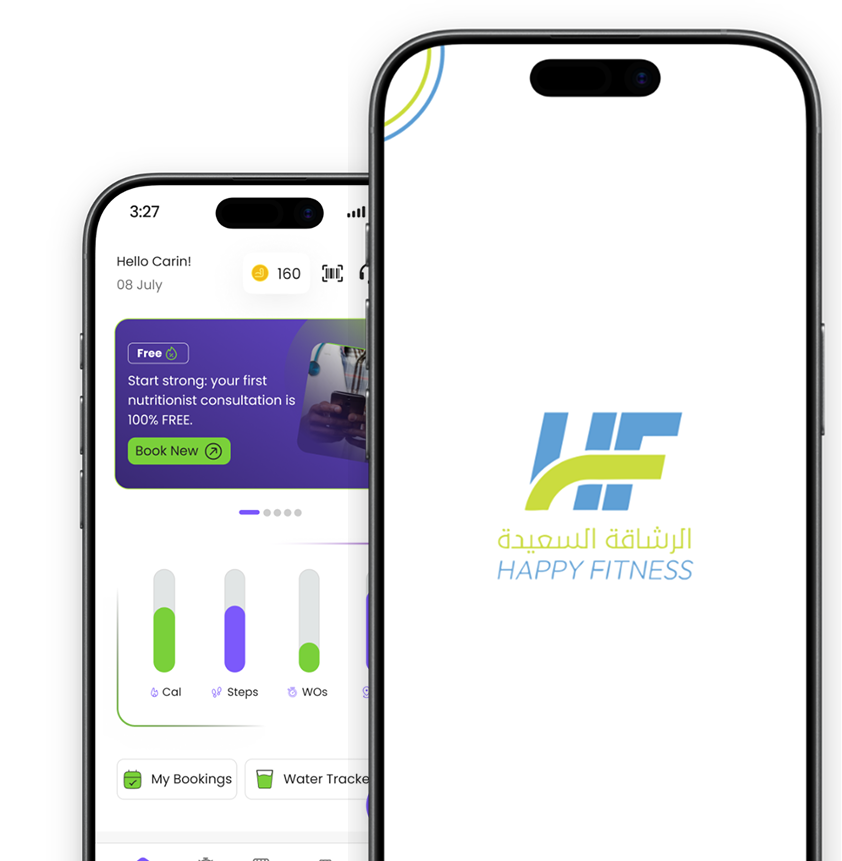 3:27
Hello Carin!
08 July
160
Free
Start strong: your first
nutritionist consultation is
100% FREE.
Book New
Cal
Steps
WOs
My Bookings
Water Tracke
HF
الرشاقة السعيدة
HAPPY FITNESS